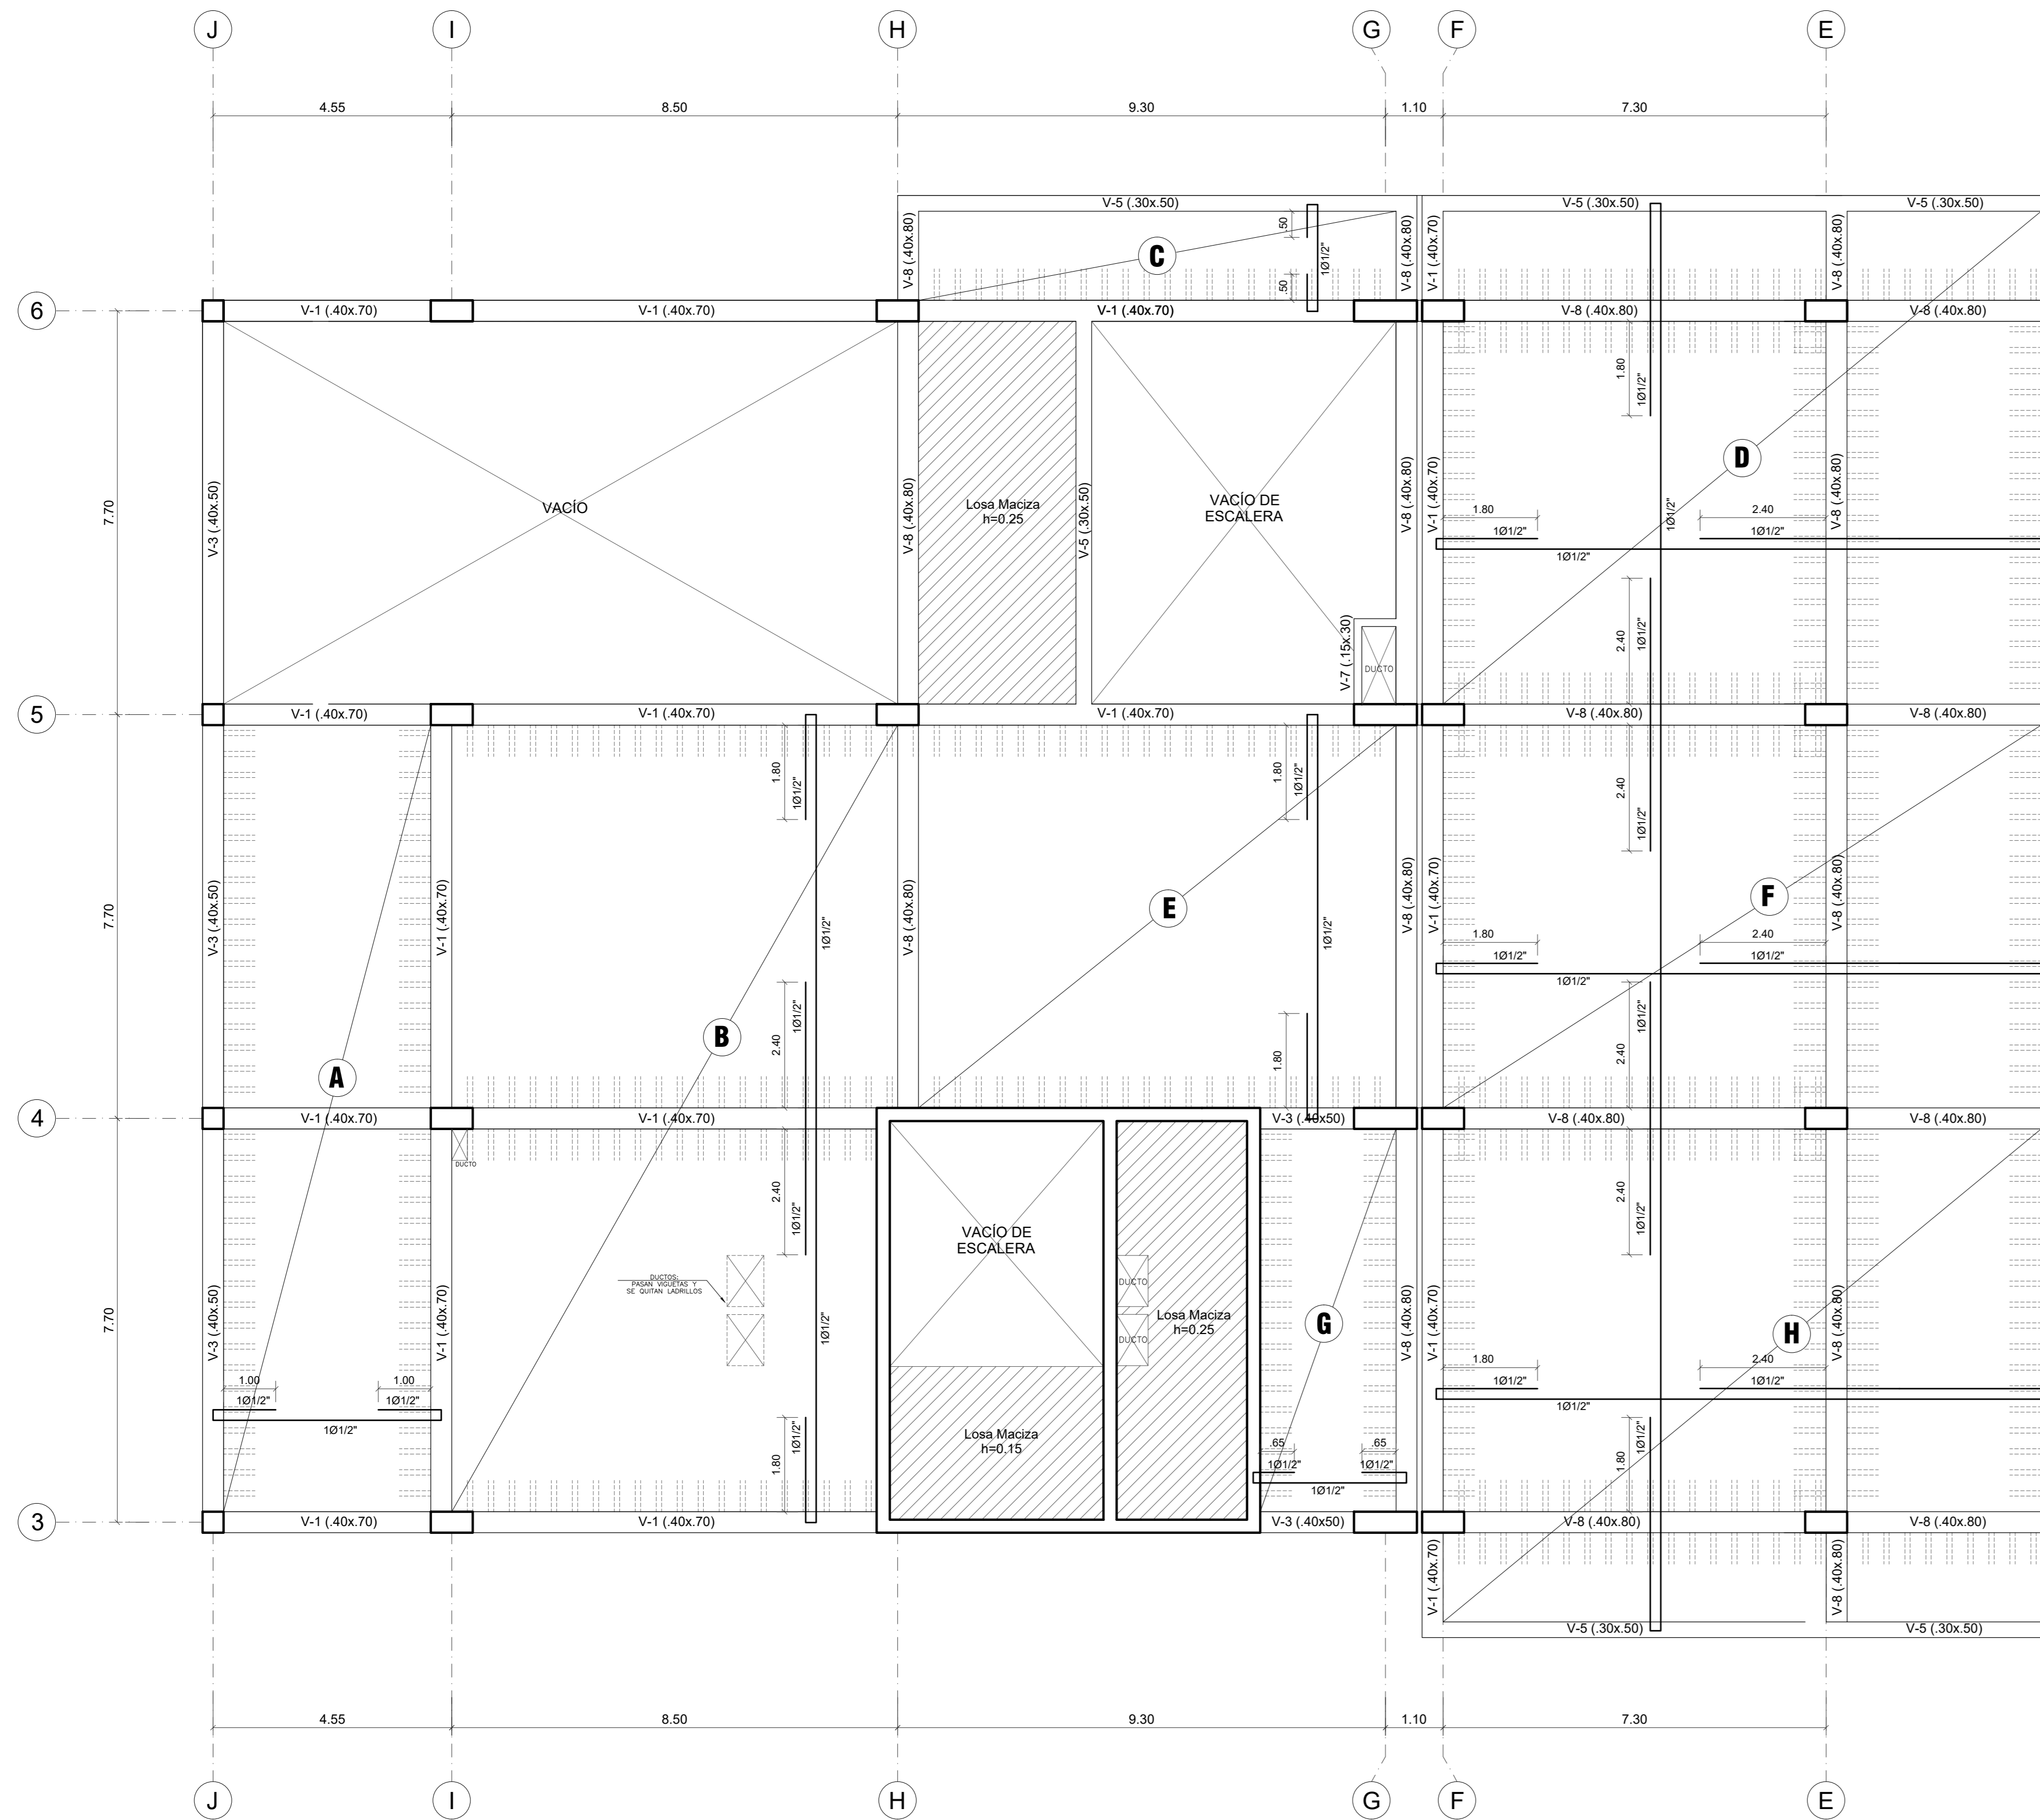 J I H G F E
4.55 8.50 9.30 1.10 7.30
V-5 (.30x.50) V-5 (.30x.50) V-5 (.30x.50)
V-8 (.40x.80) .50 1Ø1/2" V-8 (.40x.80) V-1 (.40x.70) V-8 (.40x.80)
C
.50
6 V-1 (.40x.70) V-1 (.40x.70) V-1 (.40x.70) V-8 (.40x.80) V-8 (.40x.80)
1.80 1Ø1/2"
D
7.70 V-3 (.40x.50) VACÍO V-8 (.40x.80) Losa Maciza V-5 (.30x.50) VACÍO DE V-8 (.40x.80) V-1 (.40x.70) 1Ø1/2" V-8 (.40x.80)
h=0.25 ESCALERA
1.80 2.40
1Ø1/2" 1Ø1/2"
1Ø1/2"
V-7 (.15x.30) DUCTO 2.40 1Ø1/2"
5 V-1 (.40x.70) V-1 (.40x.70) V-1 (.40x.70) V-8 (.40x.80) V-8 (.40x.80)
1.80 1Ø1/2" 1.80 1Ø1/2" 2.40 1Ø1/2"
7.70 V-3 (.40x.50) V-1 (.40x.70) 1Ø1/2" V-8 (.40x.80) 1Ø1/2" V-8 (.40x.80) V-1 (.40x.70) V-8 (.40x.80)
E F
1.80 2.40
1Ø1/2" 1Ø1/2"
1Ø1/2"
B 2.40 1Ø1/2" 2.40 1Ø1/2"
A 1.80
4 V-1 (.40x.70) V-1 (.40x.70) V-3 (.40x50) V-8 (.40x.80) V-8 (.40x.80)
DUCTO
2.40 1Ø1/2" 2.40 1Ø1/2"
VACÍO DE
ESCALERA
DUCTOS:
PASAN VIGUETAS Y
SE QUITAN LADRILLOS
DUCTO
7.70 V-3 (.40x.50) V-1 (.40x.70) 1Ø1/2" Losa Maciza G V-8 (.40x.80) V-1 (.40x.70) H V-8 (.40x.80)
h=0.25
DUCTO
1.00 1.00 1.80 2.40
1Ø1/2" 1Ø1/2" 1Ø1/2" 1Ø1/2"
1Ø1/2" 1Ø1/2"
1.80 1Ø1/2" Losa Maciza .65 .65 1.80 1Ø1/2"
h=0.15 1Ø1/2" 1Ø1/2"
1Ø1/2"
3 V-1 (.40x.70) V-1 (.40x.70) V-3 (.40x50) V-8 (.40x.80) V-8 (.40x.80)
V-1 (.40x.70) V-8 (.40x.80)
V-5 (.30x.50) V-5 (.30x.50)
4.55 8.50 9.30 1.10 7.30
J I H G F E